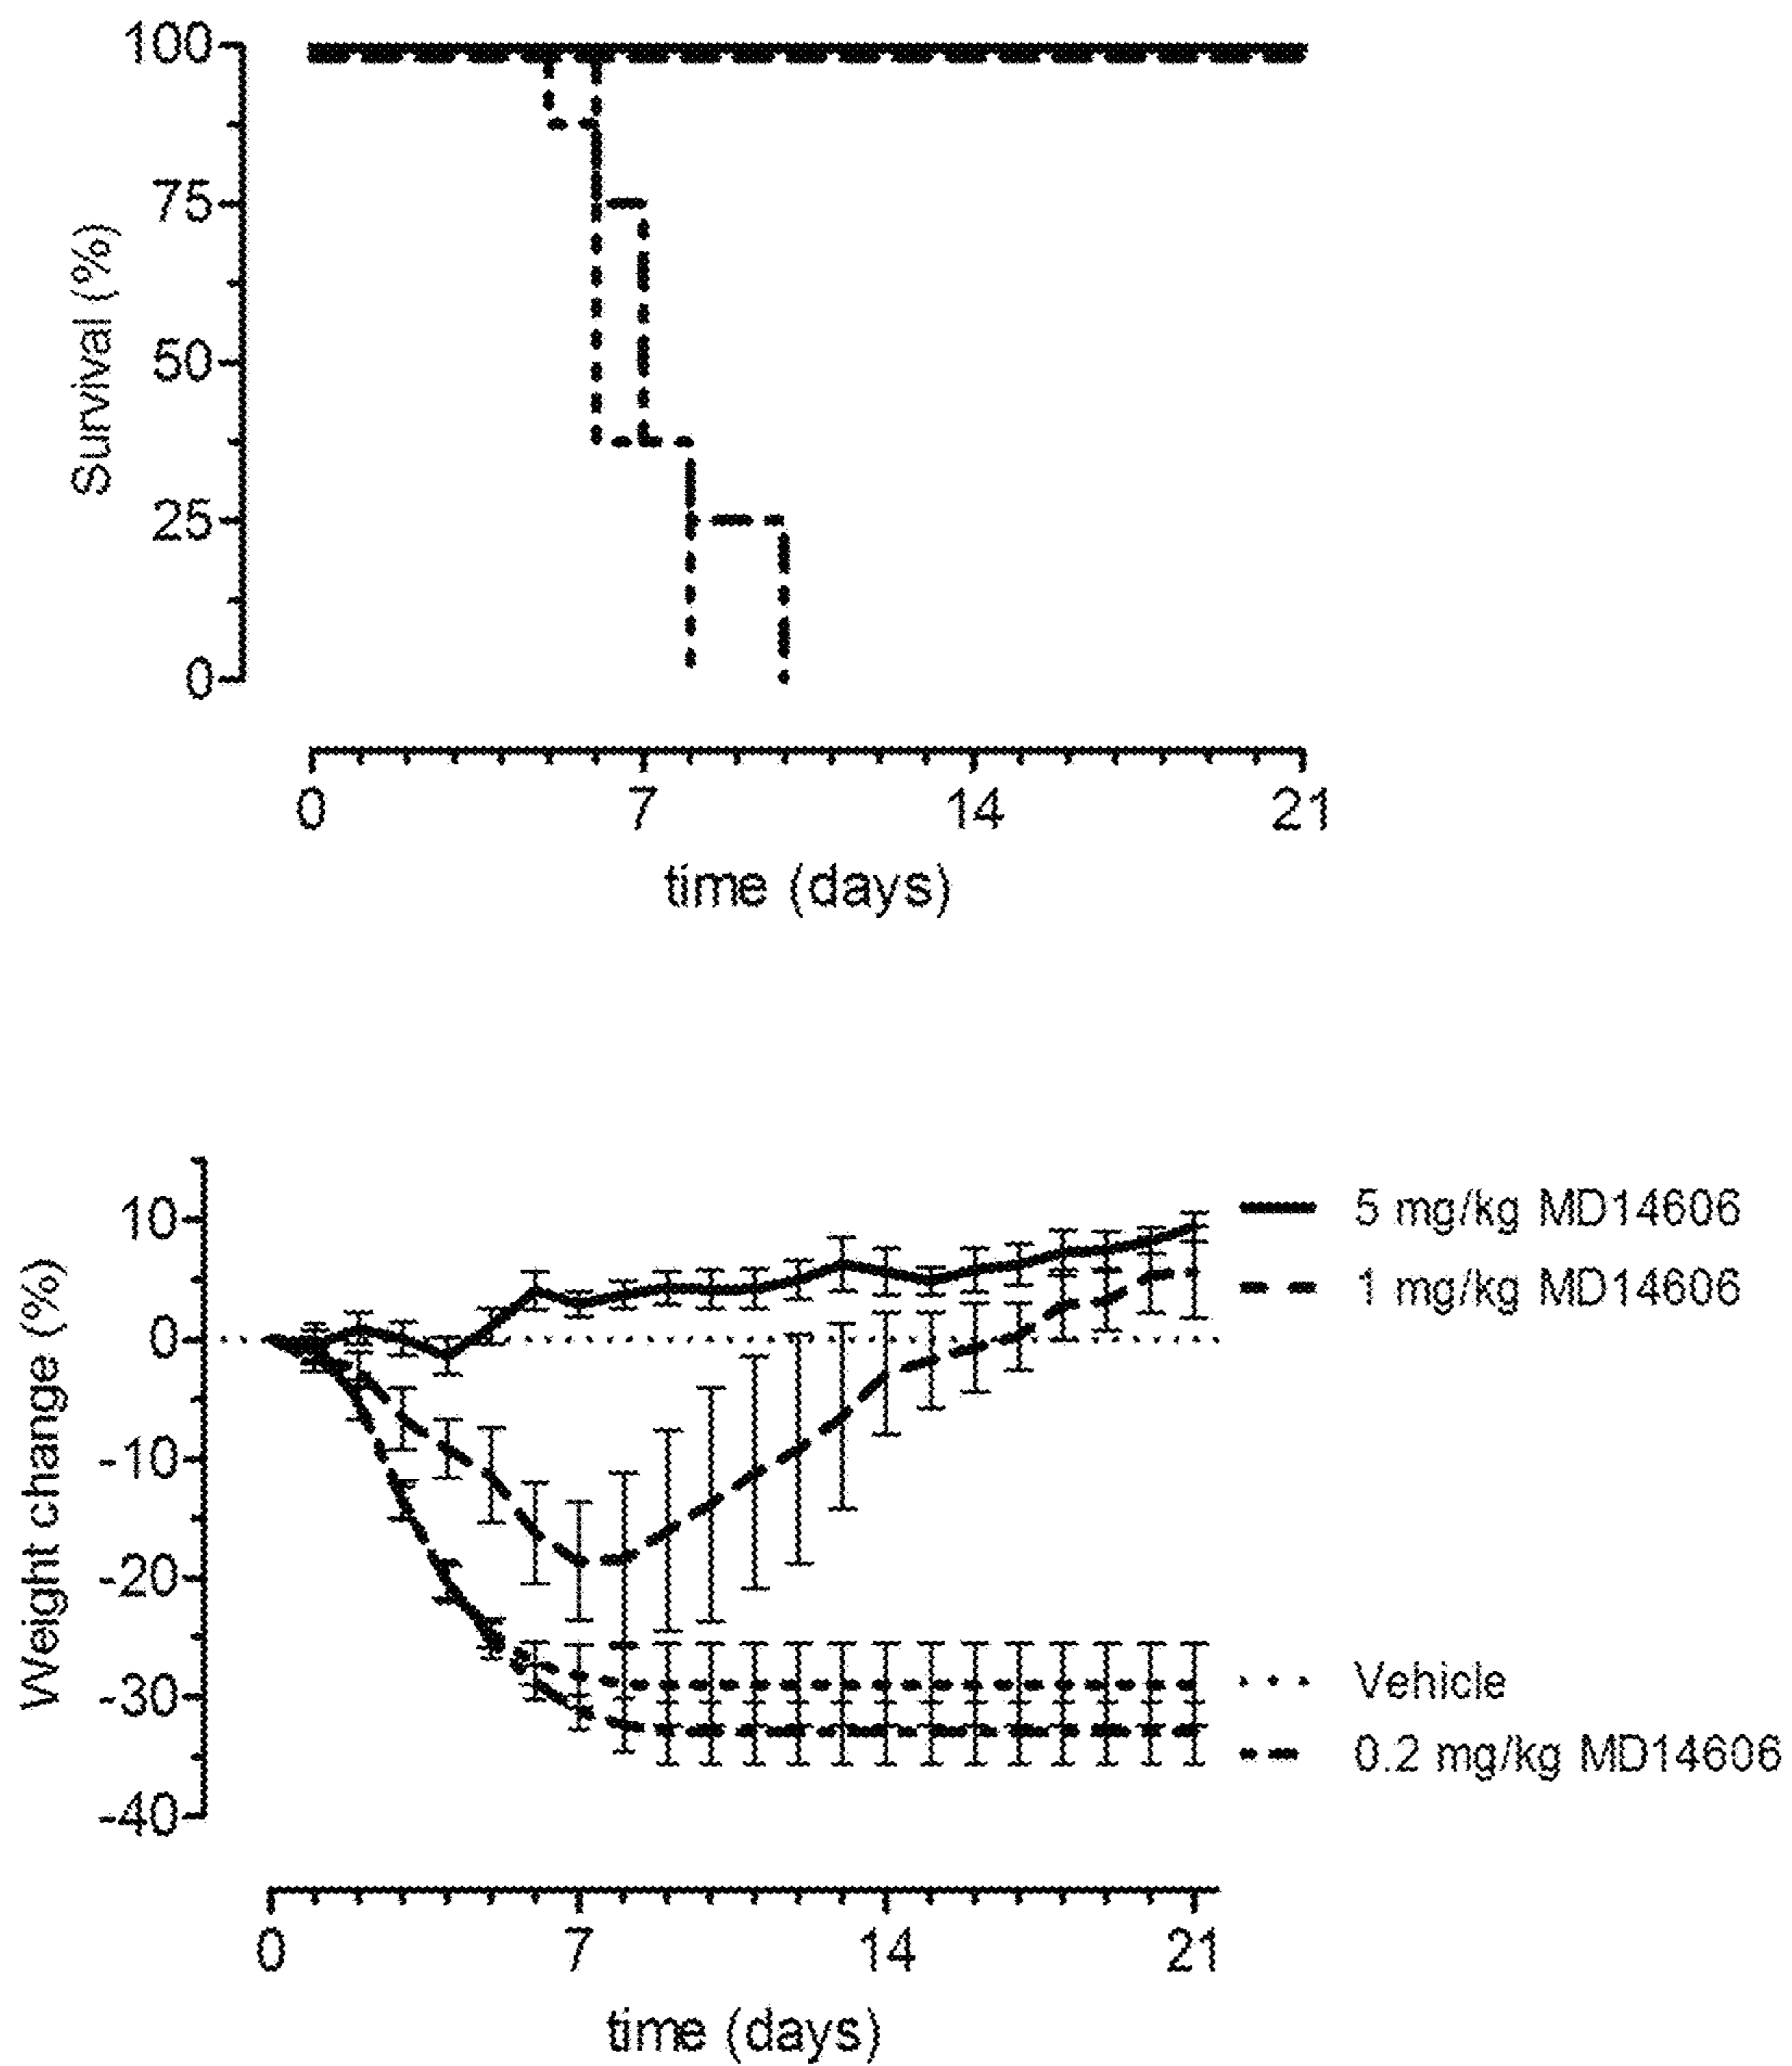 100
75
50
25
0
Survival (%)
0 7 14 21
time (days)
10
0
-10
-20
-30
-40
Weight change (%)
5 mg/kg MD14606
1 mg/kg MD14606
Vehicle
0.2 mg/kg MD14606
0 7 14 21
time (days)